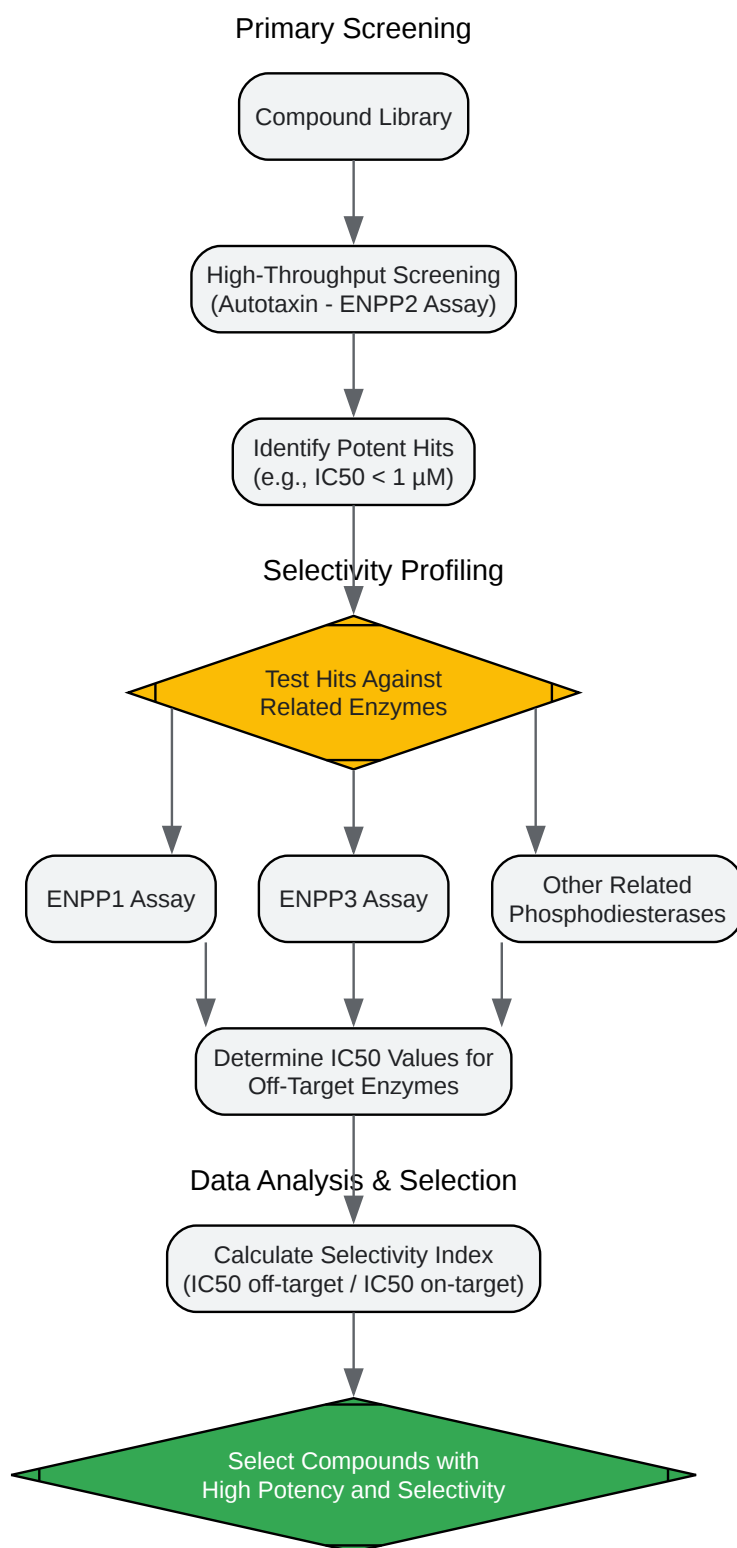 Primary Screening
Compound Library
High-Throughput Screening
(Autotaxin - ENPP2 Assay)
Identify Potent Hits
(e.g., IC50 < 1 µM)
Selectivity Profiling
Test Hits Against
Related Enzymes
ENPP1 Assay
ENPP3 Assay
Other Related
Phosphodiesterases
Determine IC50 Values for
Off-Target Enzymes
Data Analysis & Selection
Calculate Selectivity Index
(IC50 off-target / IC50 on-target)
Select Compounds with
High Potency and Selectivity